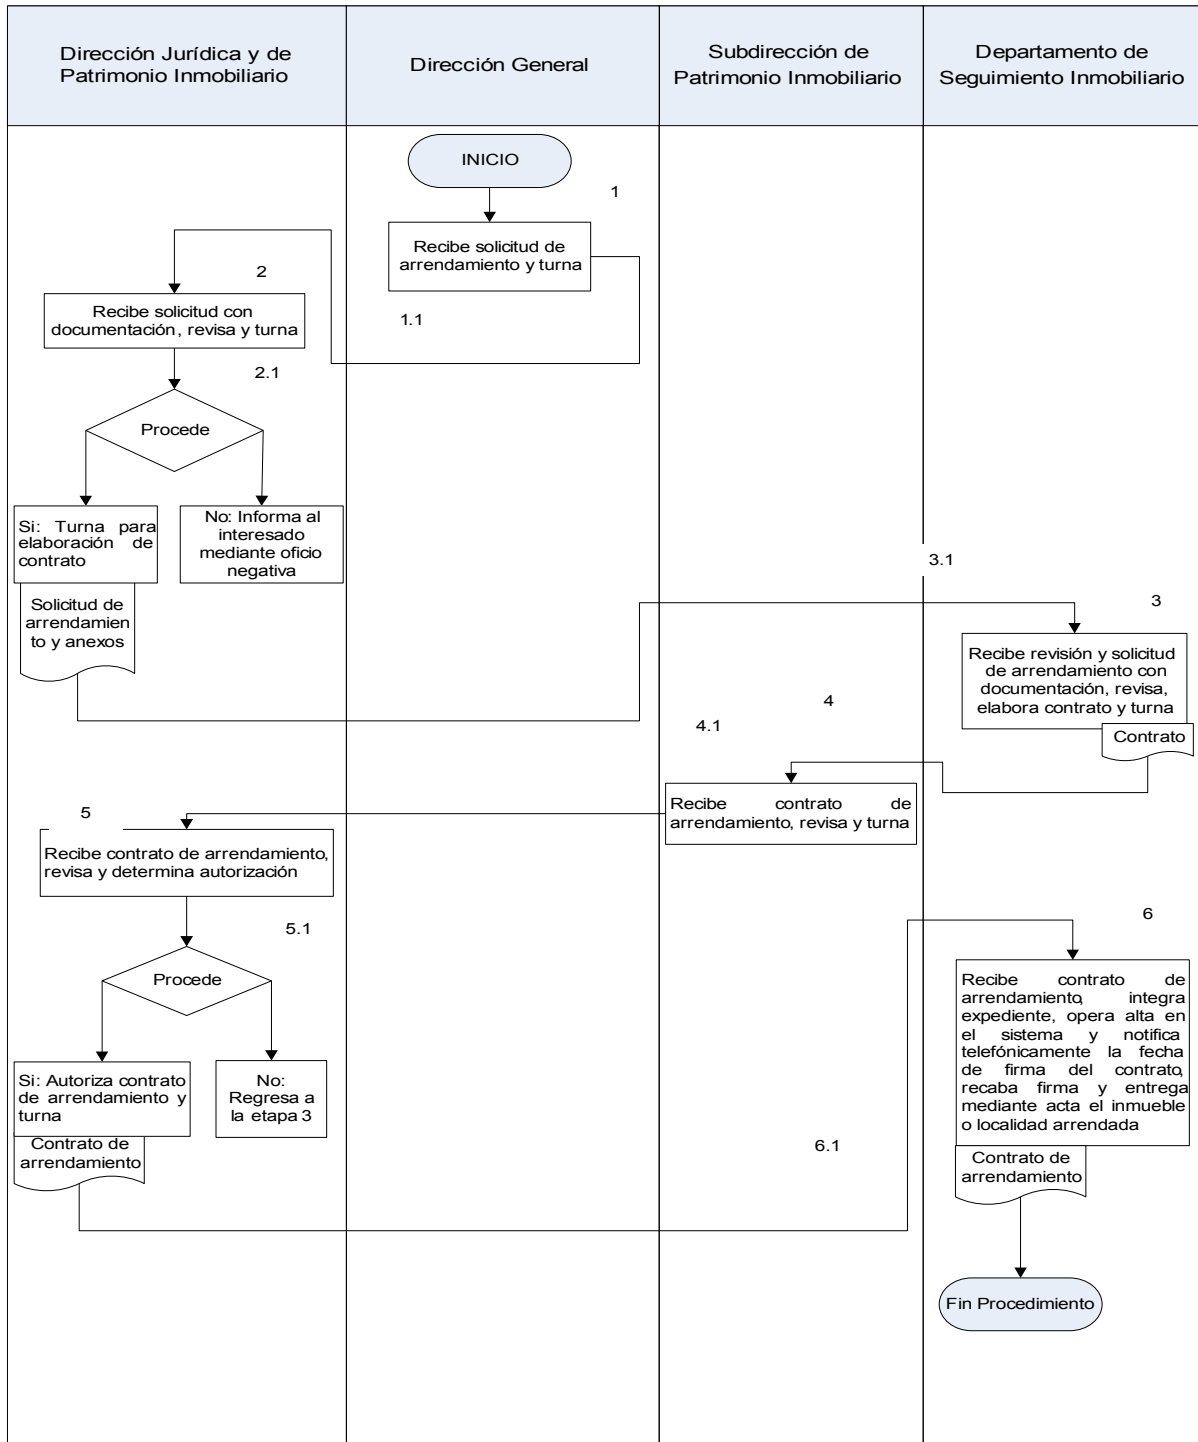 Dirección Jurídica y de
Patrimonio Inmobiliario
Dirección General
Subdirección de
Patrimonio Inmobiliario
Departamento de
Seguimiento Inmobiliario
INICIO
1
Recibe solicitud de
arrendamiento y turna
1.1
2
Recibe solicitud con
documentación, revisa y turna
2.1
Procede
Si: Turna para
elaboración de
contrato
Solicitud de
arrendamien
to y anexos
No: Informa al
interesado
mediante oficio
negativa
3.1
3
Recibe revisión y solicitud
de arrendamiento con
documentación, revisa,
elabora contrato y turna
Contrato
4
4.1
Recibe contrato de
arrendamiento, revisa y turna
5
Recibe contrato de arrendamiento,
revisa y determina autorización
5.1
Procede
Si: Autoriza contrato
de arrendamiento y
turna
Contrato de
arrendamiento
No:
Regresa a
la etapa 3
6
6.1
Recibe contrato de
arrendamiento, integra
expediente, opera alta en
el sistema y notifica
telefónicamente la fecha
de firma del contrato,
recaba firma y entrega
mediante acta el inmueble
o localidad arrendada
Contrato de
arrendamiento
Fin Procedimiento